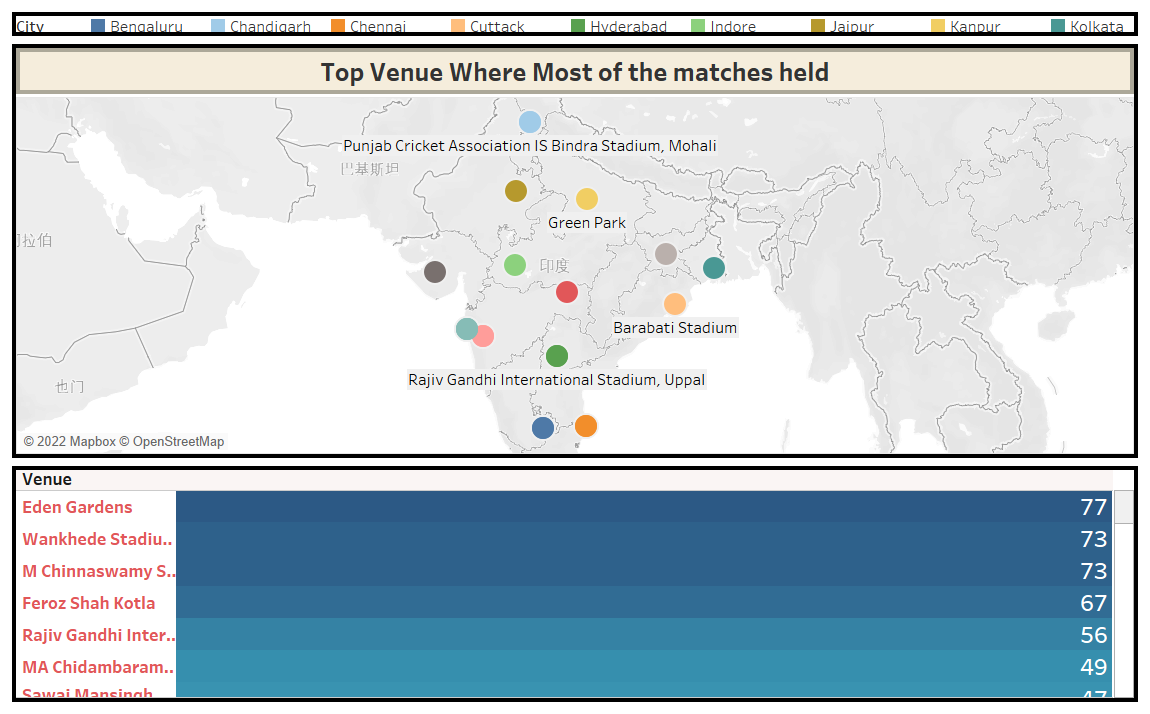 City Bengaluru Chandigarh Chennai Cuttack Hyderabad Indore Jaipur Kanpur Kolkata
Top Venue Where Most of the matches held
Punjab Cricket Association IS Bindra Stadium, Mohali
巴基斯坦
Green Park
拉伯
印度
Barabati Stadium
Rajiv Gandhi International Stadium, Uppal
也门
© 2022 Mapbox © OpenStreetMap
Venue
Eden Gardens 77
Wankhede Stadiu.. 73
M Chinnaswamy S.. 73
Feroz Shah Kotla 67
Rajiv Gandhi Inter.. 56
MA Chidambaram.. 49
Sawai Mansingh 47